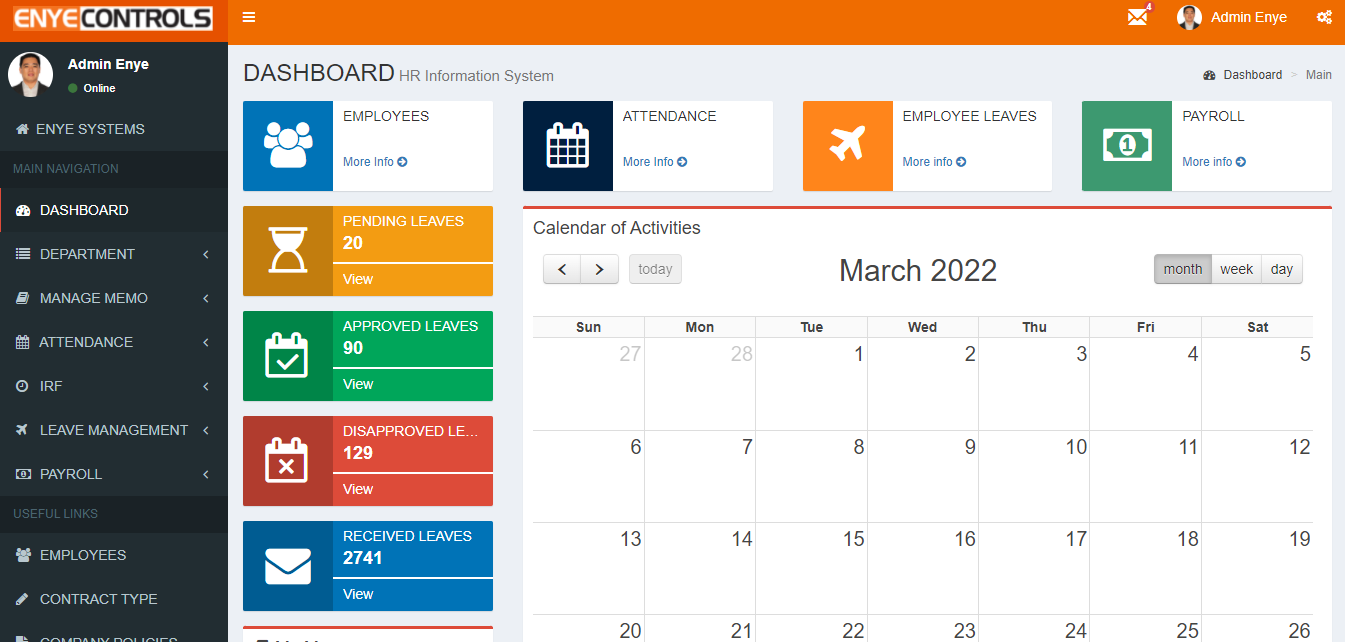 ENYECONTROLS
4
Admin Enye
Admin Enye
Online
ENYE SYSTEMS
MAIN NAVIGATION
DASHBOARD
DEPARTMENT
MANAGE MEMO
ATTENDANCE
IRF
LEAVE MANAGEMENT
PAYROLL
USEFUL LINKS
EMPLOYEES
CONTRACT TYPE
COMPANY POLICIES
DASHBOARD HR Information System
Dashboard > Main
EMPLOYEES
More Info
ATTENDANCE
More Info
EMPLOYEE LEAVES
More info
1
PAYROLL
More info
PENDING LEAVES
20
View
APPROVED LEAVES
90
View
DISAPPROVED LE...
129
View
RECEIVED LEAVES
2741
View
Calendar of Activities
today
March 2022
month week day
Sun Mon Tue Wed Thu Fri Sat
27 28 1 2 3 4 5
6 7 8 9 10 11 12
13 14 15 16 17 18 19
20 21 22 23 24 25 26